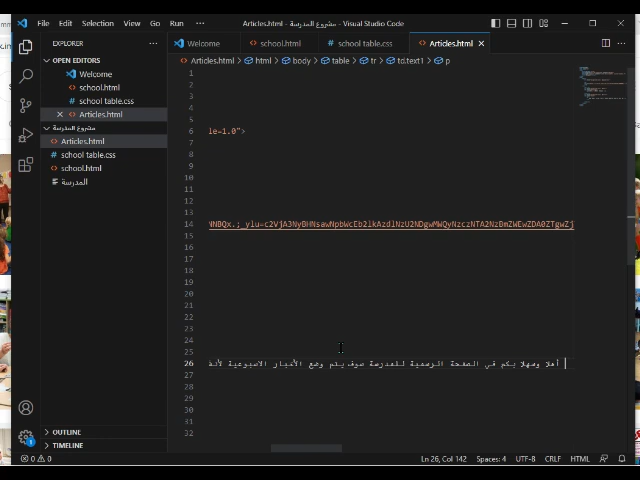 File Edit Selection View Go Run ··· Articles.html - مشروع المدرسة - Visual Studio Code
EXPLORER ···
Welcome school.html school table.css Articles.html
OPEN EDITORS
Welcome
school.html
school table.css
Articles.html
مشروع المدرسة
Articles.html
school table.css
school.html
المدرسة
OUTLINE
TIMELINE
Articles.html > html > body > table > tr > td.text1 > p
1
2
3
4
5
6 le=1.0">
7
8
9
10
11
12
13
14
15
16
17
18
19
20
21
22
23
24
25
26 أهلا وسهلا بكم في الصفحة الرسمية للمدرسة سوف يتم وضع الأخبار الاسبوعية
27
28
29
30
31
32
1
0 0 Ln 26, Col 142 Spaces: 4 UTF-8 CRLF HTML